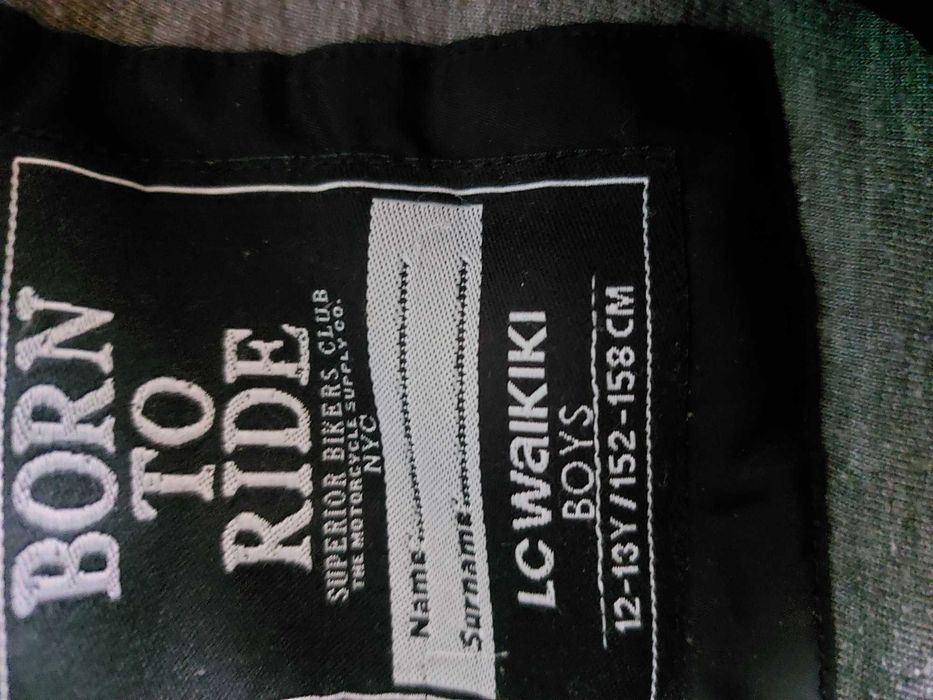 BORN
TO
RIDE
SUPERIOR BIKERS CLUB
THE MOTORCYCLE SUPPLY CO.
NYC
Name:
Surname:
LC WaIKIKI
BOYS
12-13Y/152-158 CM